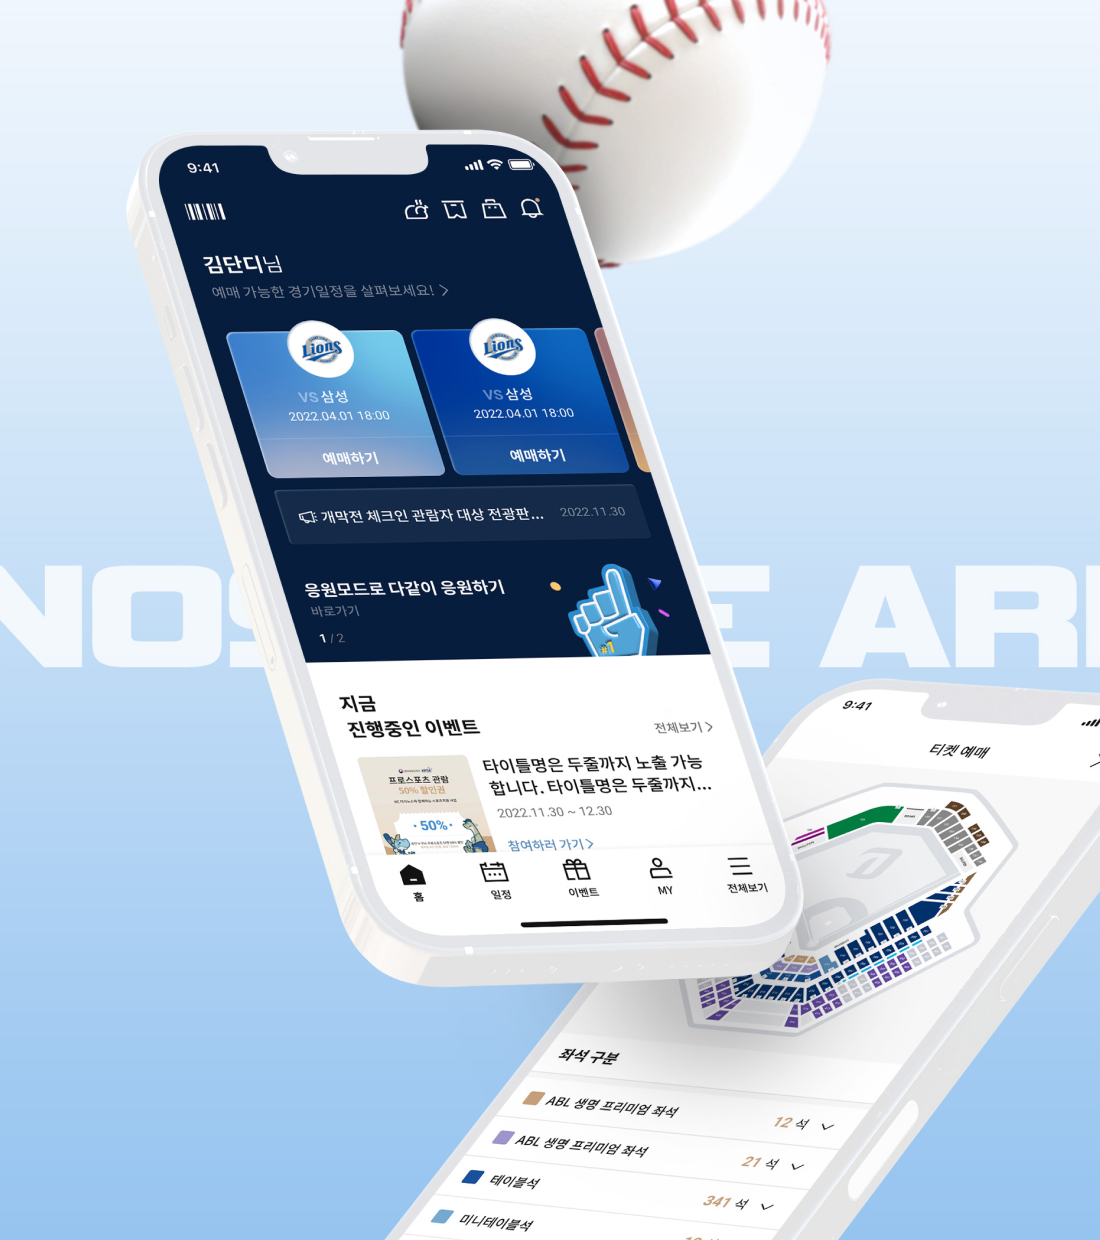 9:41
김단디님
예매 가능한 경기일정을 살펴보세요!
Lions
VS 삼성
2022.04.01 18:00
예매하기
Lions
VS 삼성
2022.04.01 18:00
예매하기
개막전 체크인 관람자 대상 전광판... 2022.11.30
응원모드로 다같이 응원하기
바로가기
1 / 2
#1
지금
진행중인 이벤트
전체보기
프로스포츠 관람
50% 할인권
·50%·
타이틀명은 두줄까지 노출 가능
합니다. 타이틀명은 두줄까지...
2022.11.30 ~ 12.30
참여하러 가기
홈 일정 이벤트 MY 전체보기
NOS E ARE
9:41
티켓 예매
좌석 구분
ABL 생명 프리미엄 좌석 12 석
ABL 생명 프리미엄 좌석 21 석
테이블석 341 석
미니테이블석